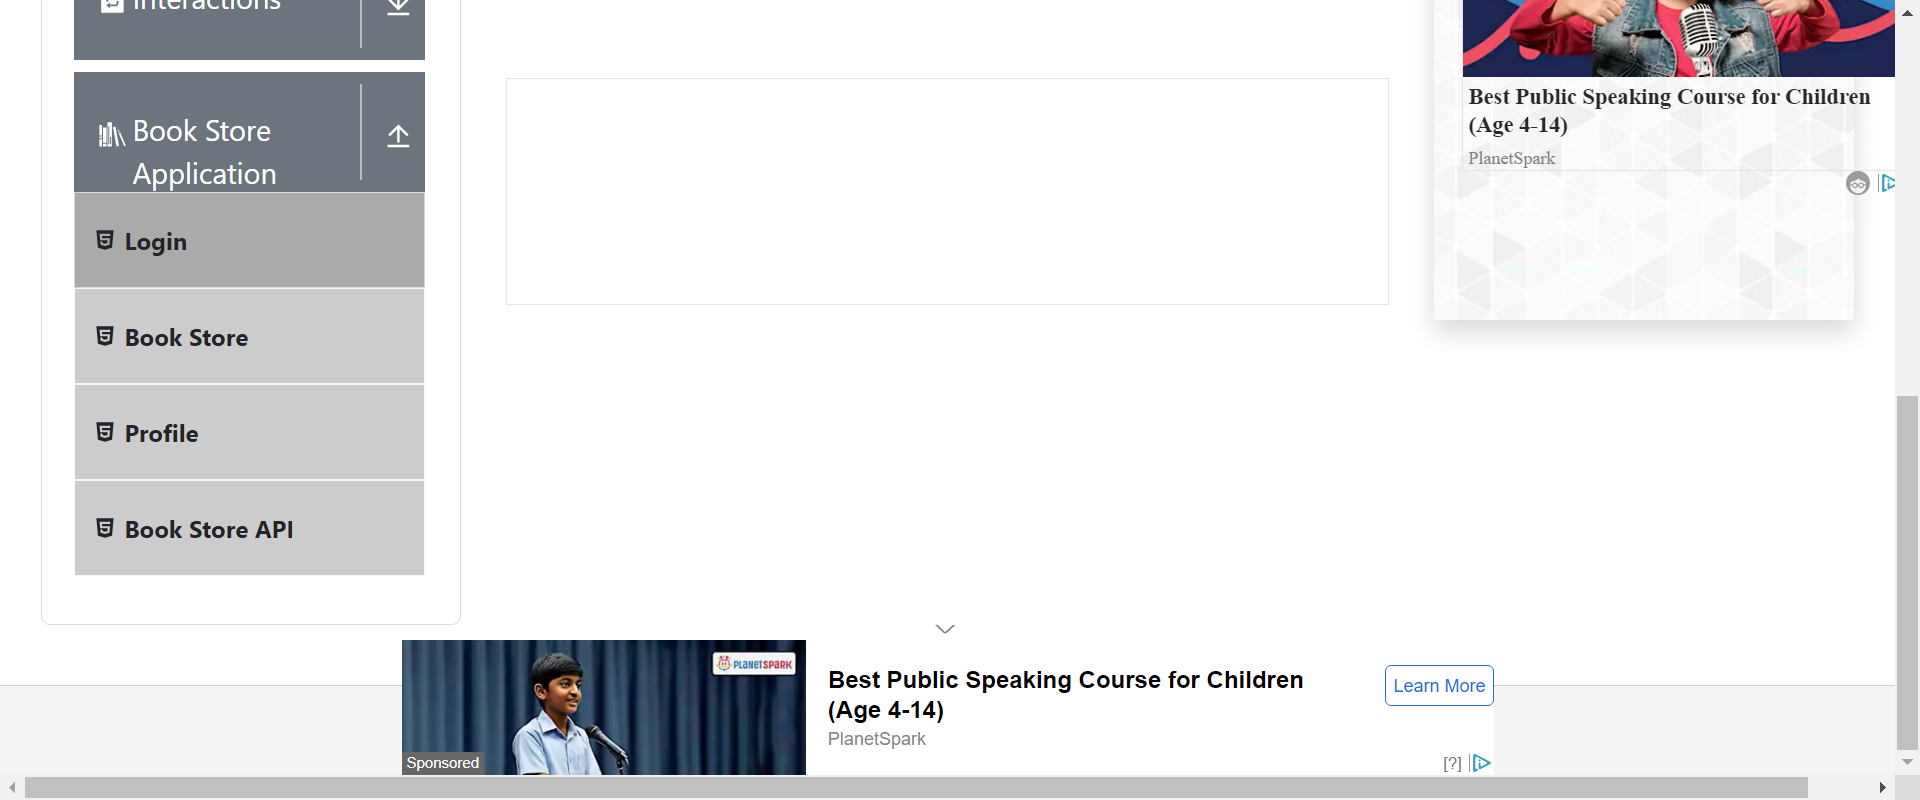 Interactions
Book Store
Application
Login
Book Store
Profile
Book Store API
Best Public Speaking Course for Children
(Age 4-14)
PlanetSpark
PLANETSPARK
Sponsored
Best Public Speaking Course for Children
(Age 4-14)
PlanetSpark
Learn More
[?]